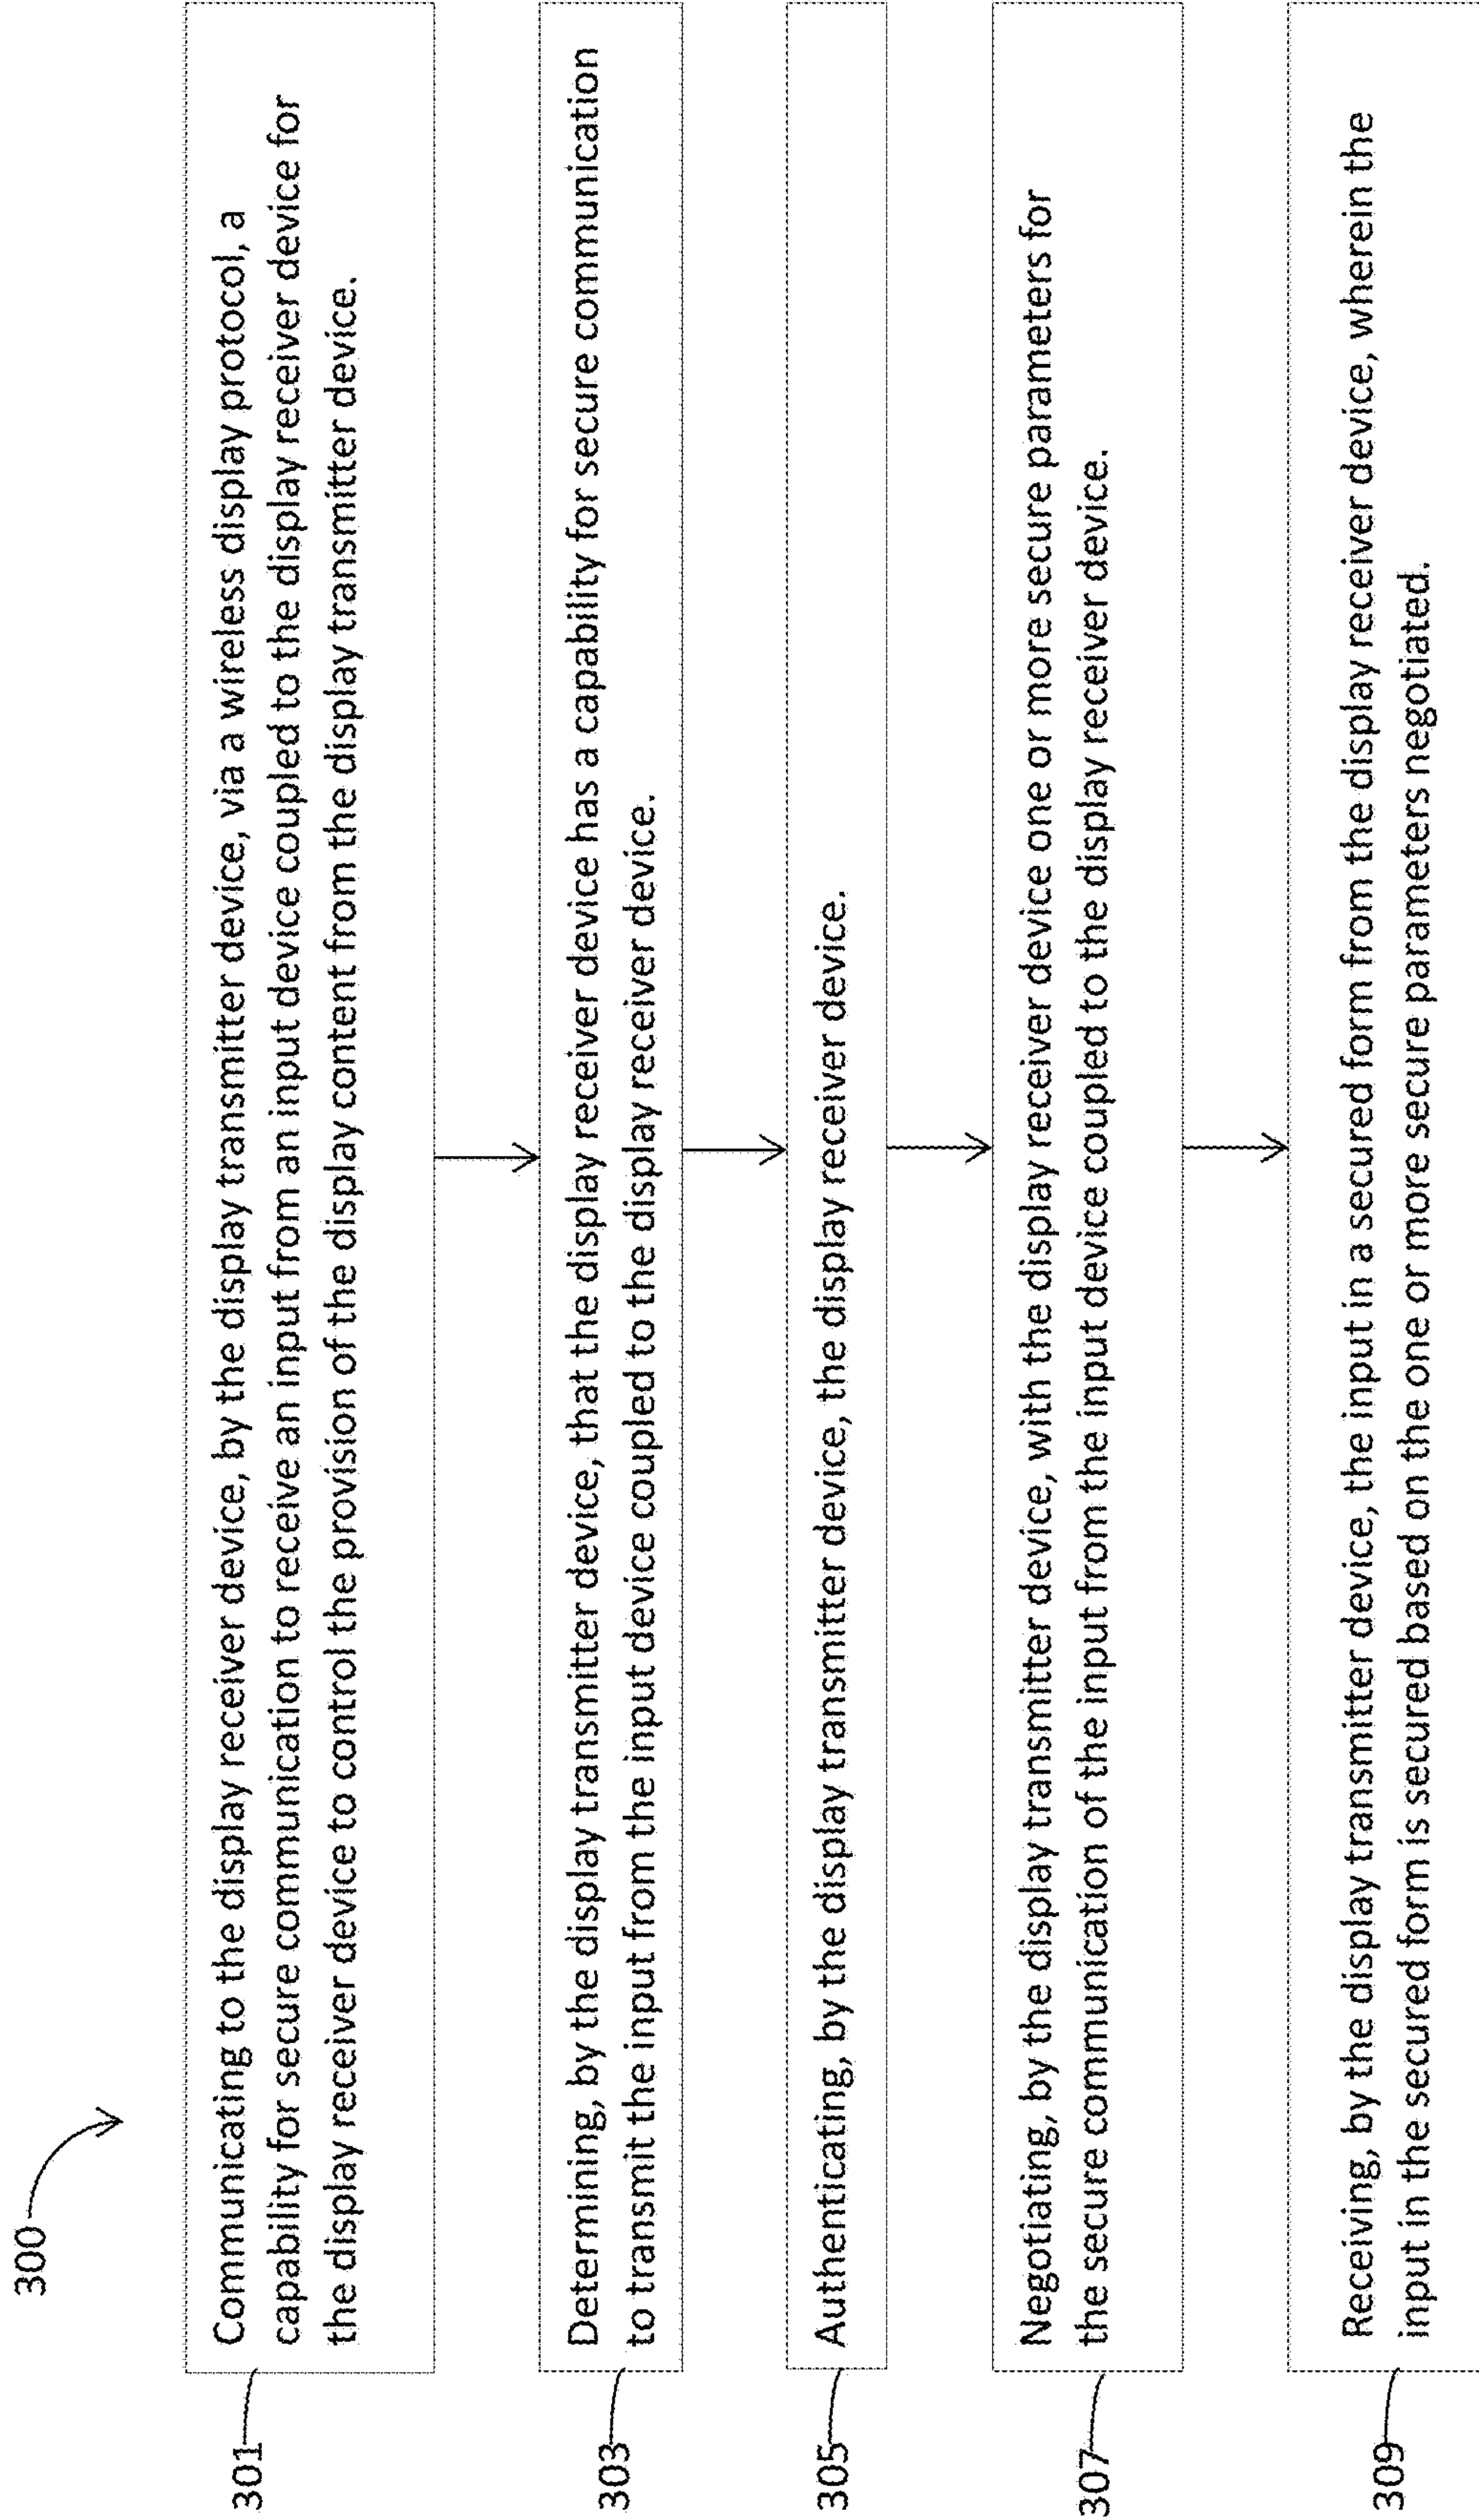 300
301
Communicating to the display receiver device, by the display transmitter device, via a wireless display protocol, a
capability for secure communication to receive an input from an input device coupled to the display receiver device for
the display receiver device to control the provision of the display content from the display transmitter device.
303
Determining, by the display transmitter device, that the display receiver device has a capability for secure communication
to transmit the input from the input device coupled to the display receiver device.
305
Authenticating, by the display transmitter device, the display receiver device.
307
Negotiating, by the display transmitter device, with the display receiver device one or more secure parameters for
the secure communication of the input from the input device coupled to the display receiver device.
309
Receiving, by the display transmitter device, the input in a secured form from the display receiver device, wherein the
input in the secured form is secured based on the one or more secure parameters negotiated.